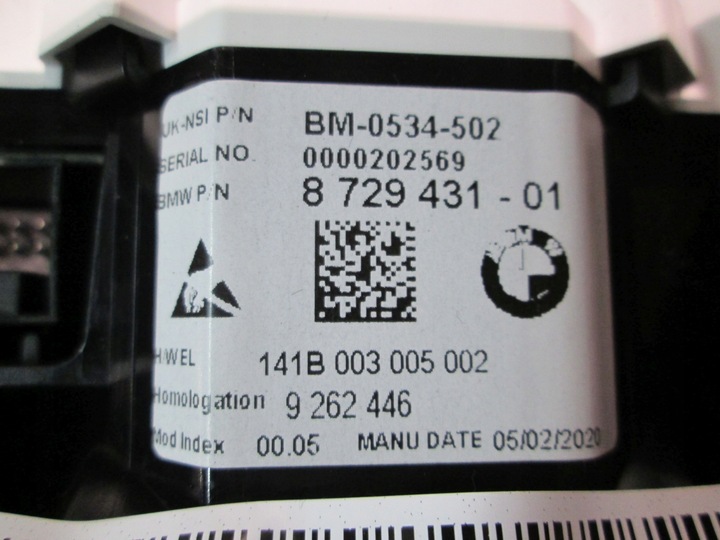 UK-NSI P/N BM-0534-502
SERIAL NO. 0000202569
BMW P/N 8 729 431 - 01
H/W EL 141B 003 005 002
Homologation 9 262 446
Mod Index 00.05 MANU DATE 05/02/2020